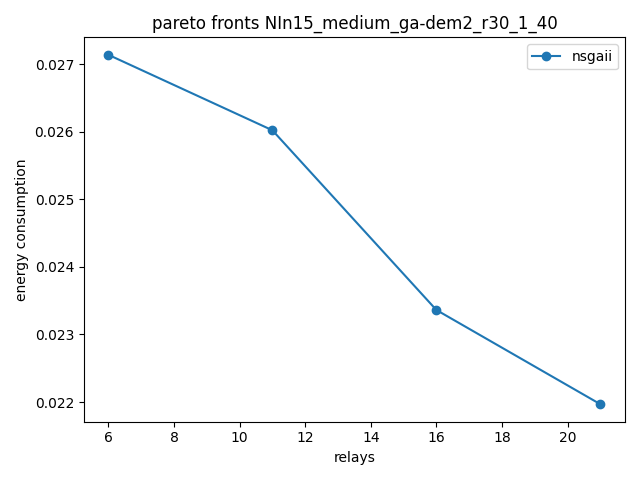 pareto fronts NIn15_medium_ga-dem2_r30_1_40
nsgaii
energy consumption
0.027
0.026
0.025
0.024
0.023
0.022
6 8 10 12 14 16 18 20
relays